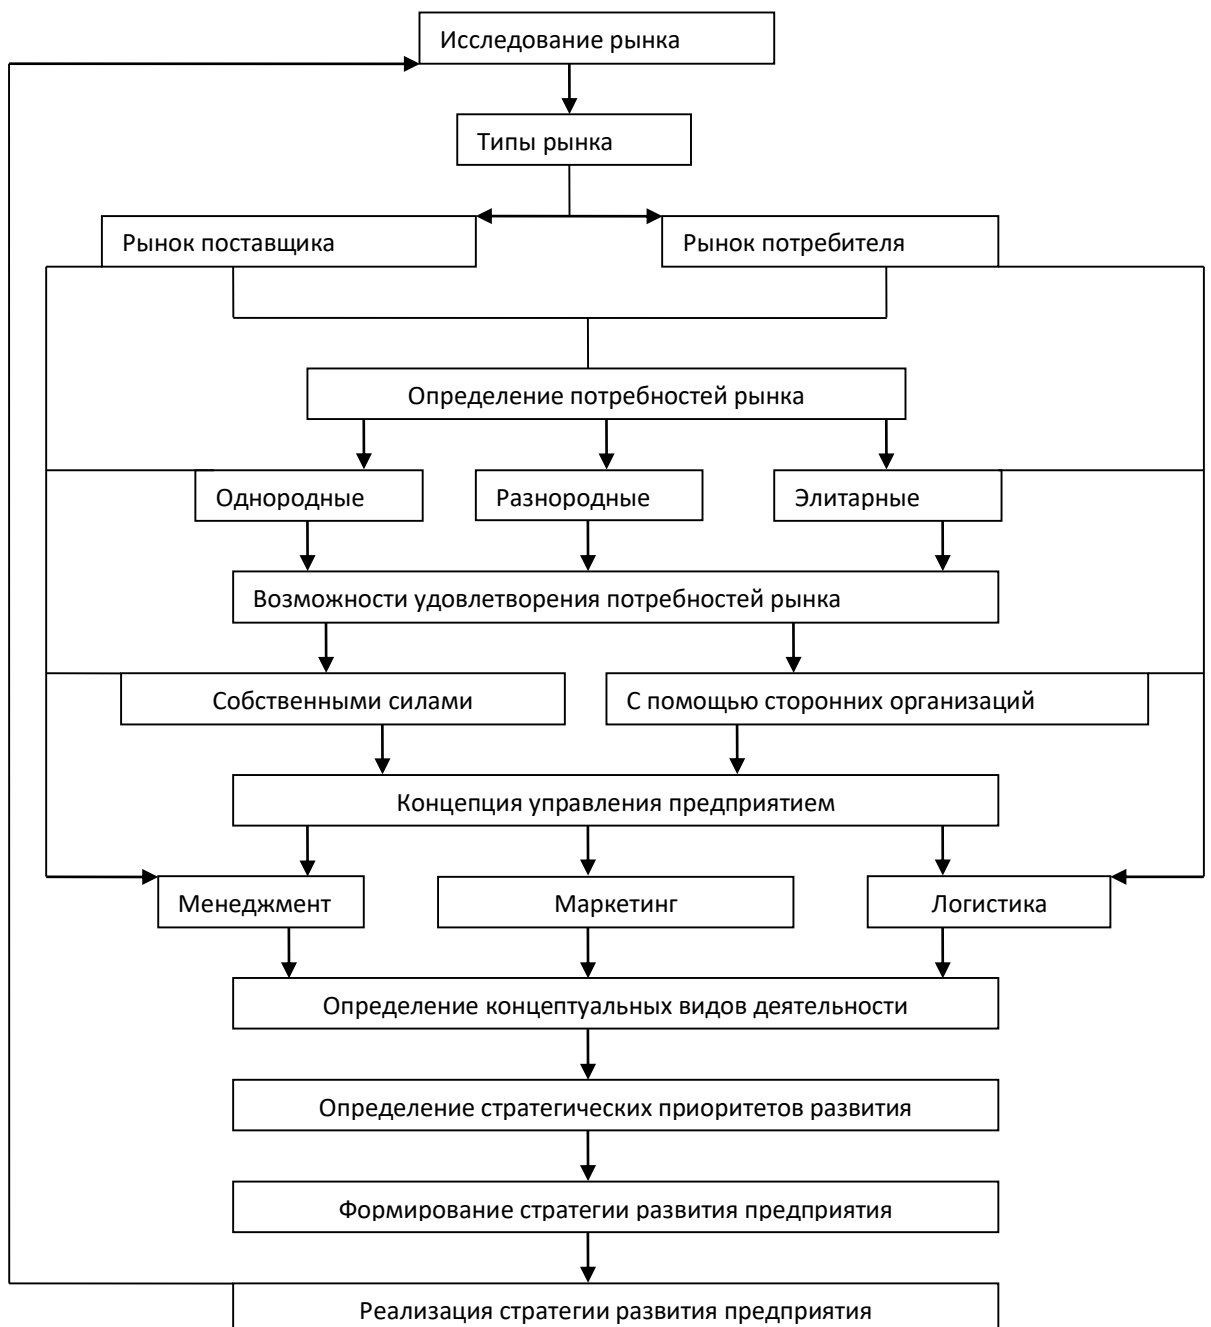 Исследование рынка
Типы рынка
Рынок поставщика
Рынок потребителя
Определение потребностей рынка
Однородные
Разнородные
Элитарные
Возможности удовлетворения потребностей рынка
Собственными силами
С помощью сторонних организаций
Концепция управления предприятием
Менеджмент
Маркетинг
Логистика
Определение концептуальных видов деятельности
Определение стратегических приоритетов развития
Формирование стратегии развития предприятия
Реализация стратегии развития предприятия